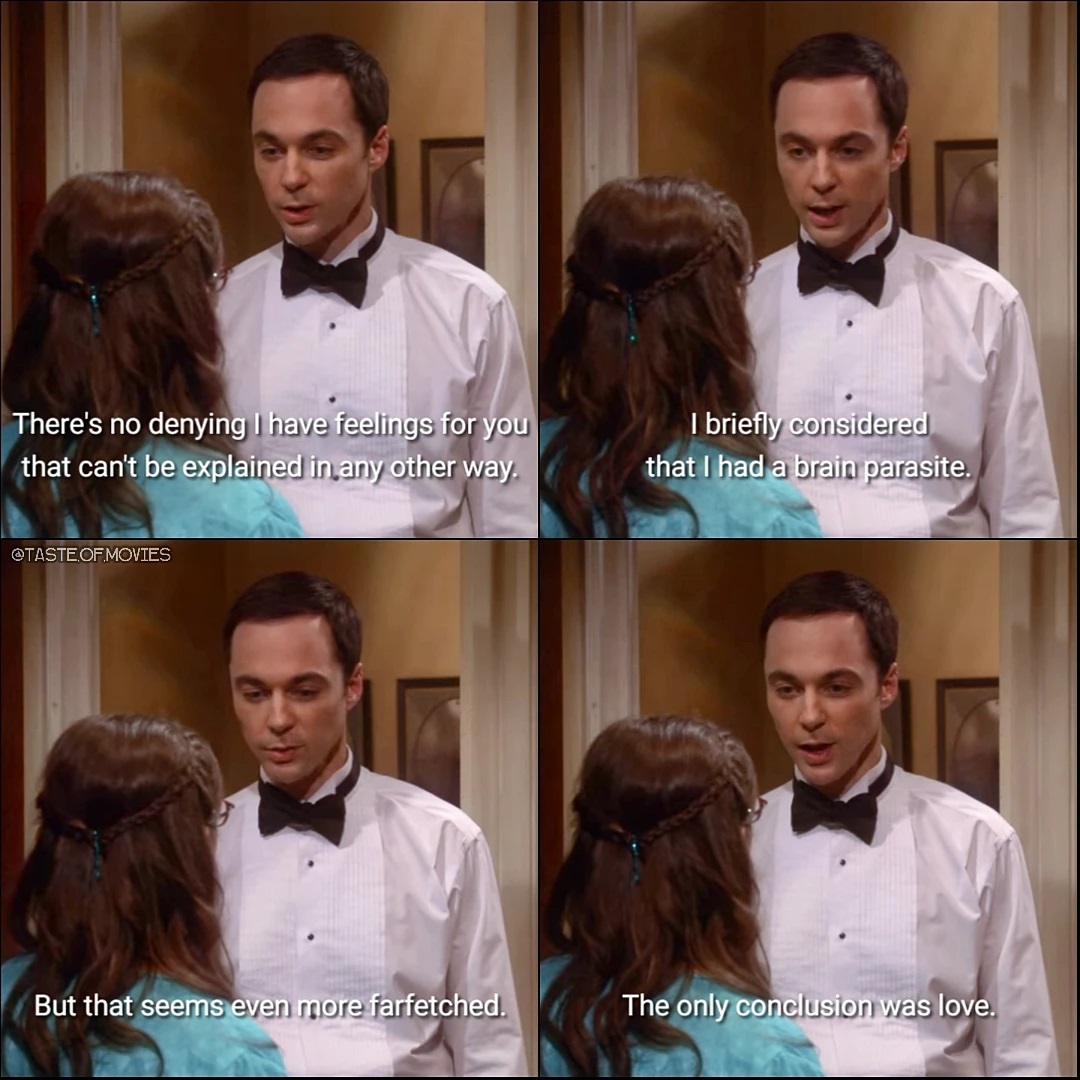 There's no denying I have feelings for you
that can't be explained in any other way.
I briefly considered
that I had a brain parasite.
@TASTE.OF.MOVIES
But that seems even more farfetched.
The only conclusion was love.